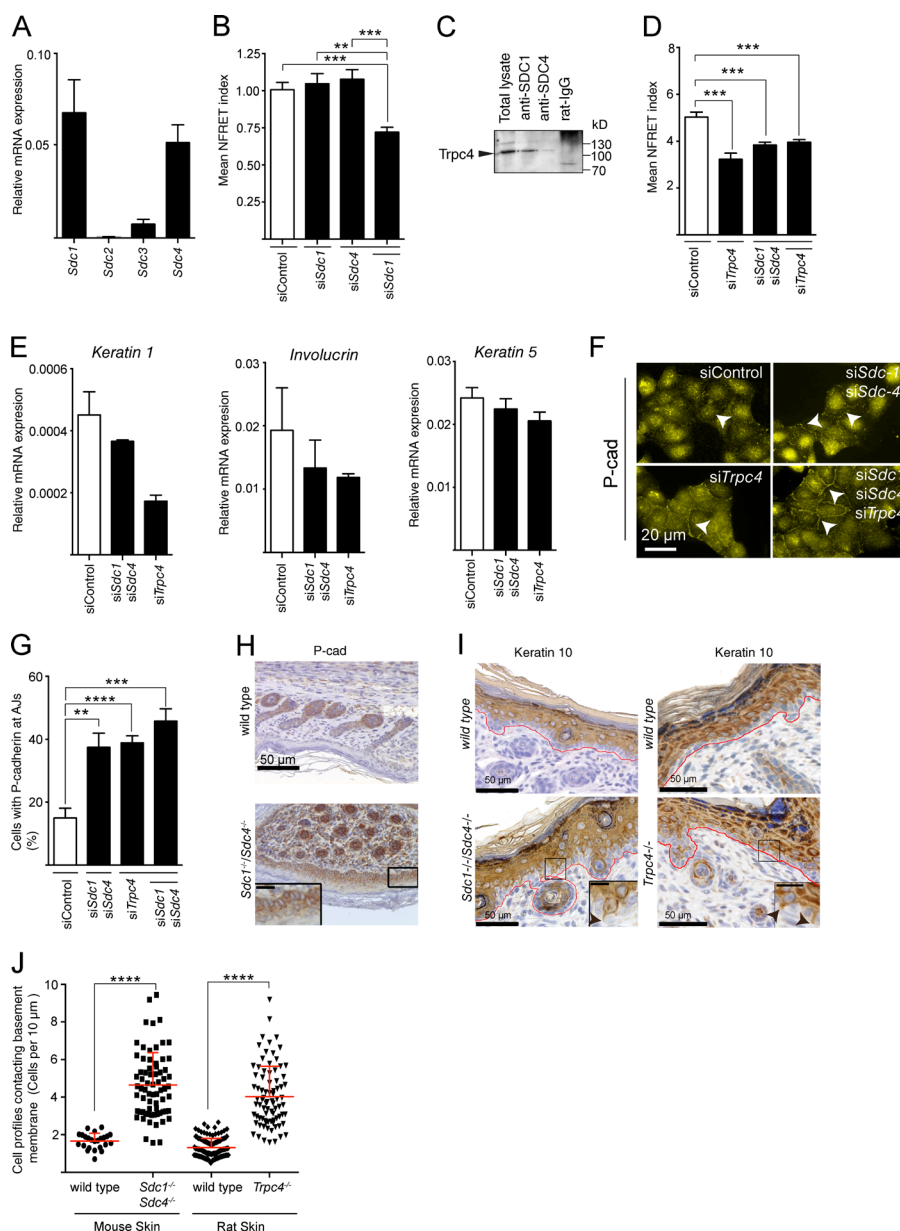 A
Relative mRNA expression
0.10
0.05
Sdc1
Sdc2
Sdc3
Sdc4
B
Mean NFRET index
***
**
***
1.25
1.00
0.75
0.50
0.25
0
siControl
siSdc1
siSdc4
siSdc1
C
Total lysate
anti-SDC1
anti-SDC4
rat-IgG
kD
130
100
70
Trpc4
D
Mean NFRET index
***
***
***
8
6
4
2
0
siControl
siTrpc4
siSdc1
siSdc4
siTrpc4
E
Keratin 1
Relative mRNA expression
0.0006
0.0004
0.0002
siControl
siSdc1
siSdc4
siTrpc4
Involucrin
Relative mRNA expression
0.03
0.02
0.01
siControl
siSdc1
siSdc4
siTrpc4
Keratin 5
Relative mRNA expression
0.03
0.02
0.01
siControl
siSdc1
siSdc4
siTrpc4
F
P-cad
siControl
siSdc-1
siSdc-4
siTrpc4
20 µm
siSdc
siSdc4
siTrpc4
G
Cells with P-cadherin at AJs
(%)
60
40
20
0
***
****
**
siControl
siSdc1
siSdc4
siTrpc4
siSdc1
siSdc4
H
P-cad
wild type
50 µm
Sdc1-/-/Sdc4-/-
I
Keratin 10
Keratin 10
wild type
wild type
50 µm
50 µm
Sdc1-/-/Sdc4-/-
Trpc4-/-
50 µm
50 µm
J
Cell profiles contacting basement
membrane (Cells per 10 µm)
10
8
6
4
2
****
****
wild type
Sdc1-/-
Sdc4-/-
wild type
Trpc4-/-
Mouse Skin
Rat Skin